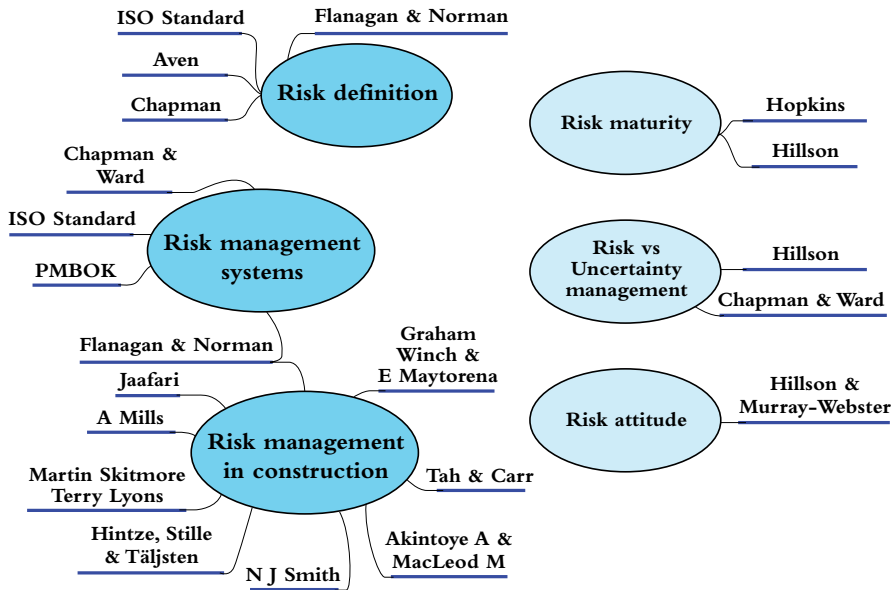 ISO Standard
Flanagan & Norman
Aven
Chapman
Risk definition
Chapman &
Ward
ISO Standard
PMBOK
Risk management
systems
Flanagan & Norman
Graham
Winch &
E Maytorena
Jaafari
A Mills
Risk management
in construction
Martin Skitmore
Terry Lyons
Tah & Carr
Hintze, Stille
& Täljsten
N J Smith
Akintoye A &
MacLeod M
Risk maturity
Hopkins
Hillson
Risk vs
Uncertainty
management
Hillson
Chapman & Ward
Risk attitude
Hillson &
Murray-Webster